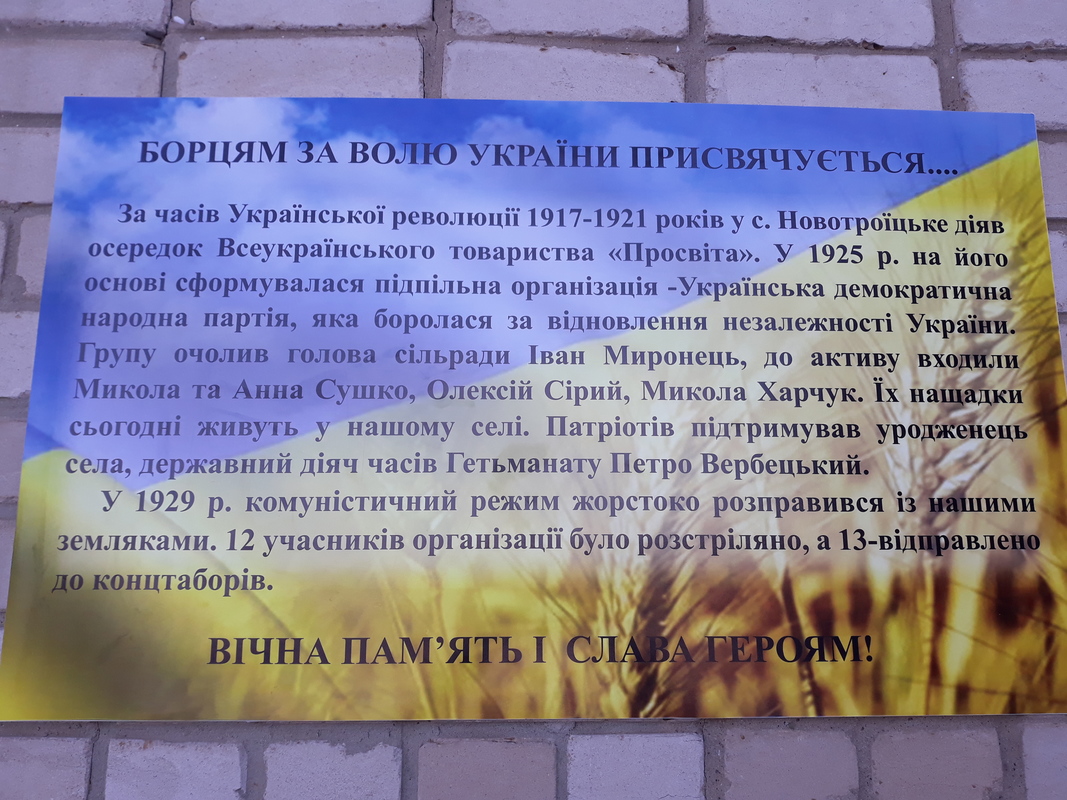 БОРЦЯМ ЗА ВОЛЮ УКРАЇНИ ПРИСВЯЧУЄТЬСЯ....
За часів Української революції 1917-1921 років у с. Новотроїцьке діяв
осередок Всеукраїнського товариства «Просвіта». У 1925 р. на його
основі сформувалася підпільна організація -Українська демократична
народна партія, яка боролася за відновлення незалежності України.
Групу очолив голова сільради Іван Миронець, до активу входили
Микола та Анна Сушко, Олексій Сірий, Микола Харчук. Їх нащадки
сьогодні живуть у нашому селі. Патріотів підтримував уродженець
села, державний діяч часів Гетьманату Петро Вербецький.
У 1929 р. комуністичний режим жорстоко розправився із нашими
земляками. 12 учасників організації було розстріляно, а 13-відправлено
до концтаборів.
ВІЧНА ПАМ’ЯТЬ І СЛАВА ГЕРОЯМ!